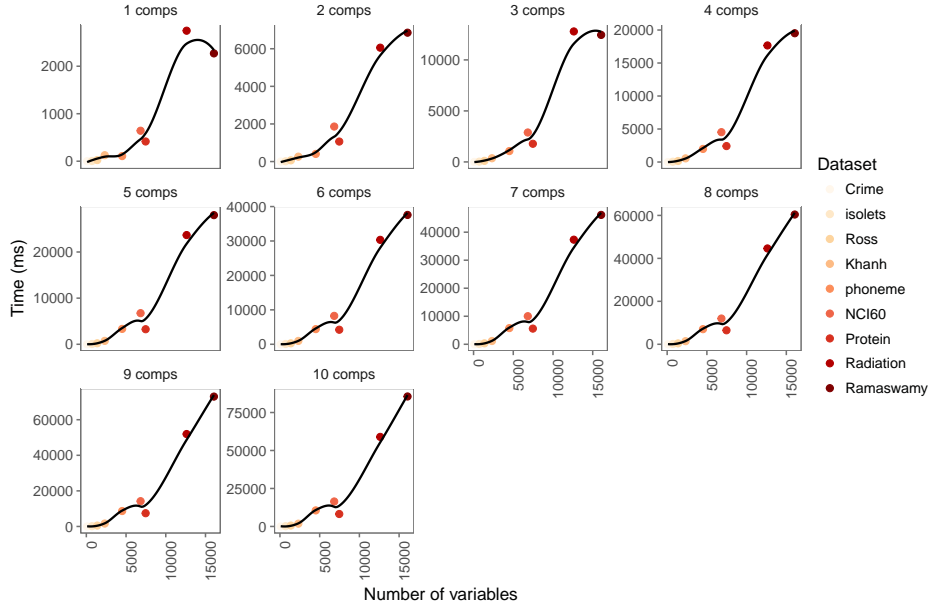 1 comps
2 comps
3 comps
4 comps
2000
1000
0
6000
4000
2000
0
10000
5000
0
20000
15000
10000
5000
0
5 comps
6 comps
7 comps
8 comps
20000
10000
0
40000
30000
20000
10000
0
40000
30000
20000
10000
0
60000
40000
20000
0
0
5000
10000
15000
0
5000
10000
15000
9 comps
10 comps
60000
40000
20000
0
75000
50000
25000
0
0
5000
10000
15000
0
5000
10000
15000
Time (ms)
Number of variables
Dataset
Crime
isolets
Ross
Khanh
phoneme
NCI60
Protein
Radiation
Ramaswamy